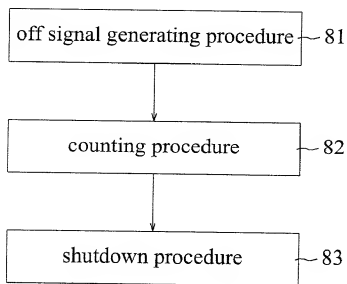 off signal generating procedure 81
counting procedure 82
shutdown procedure 83